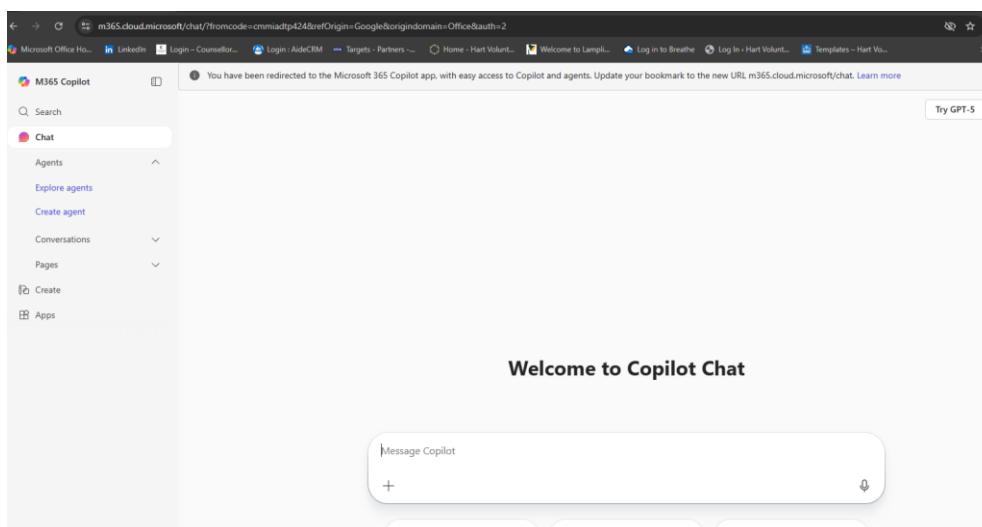 m365.cloud.microsoft/chat/?fromcode=cmmiadtp424&refOrigin=Google&origindomain=Office&auth=2
Microsoft Office Ho... LinkedIn Login – Counsellor... Login : AideCRM Targets - Partners -... Home - Hart Volunt... Welcome to Lampli... Log in to Breathe Log In ‹ Hart Volunt... Templates – Hart Vo...
M365 Copilot
You have been redirected to the Microsoft 365 Copilot app, with easy access to Copilot and agents. Update your bookmark to the new URL m365.cloud.microsoft/chat. Learn more
Search
Try GPT-5
Chat
Agents
Explore agents
Create agent
Conversations
Pages
Create
Apps
Welcome to Copilot Chat
Message Copilot